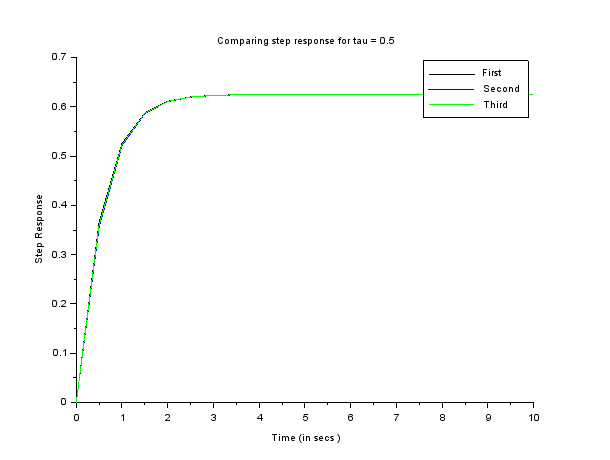 Comparing step response for tau = 0.5
0.7
0.6
0.5
0.4
0.3
0.2
0.1
0
Step Response
First
Second
Third
0 1 2 3 4 5 6 7 8 9 10
Time (in secs )